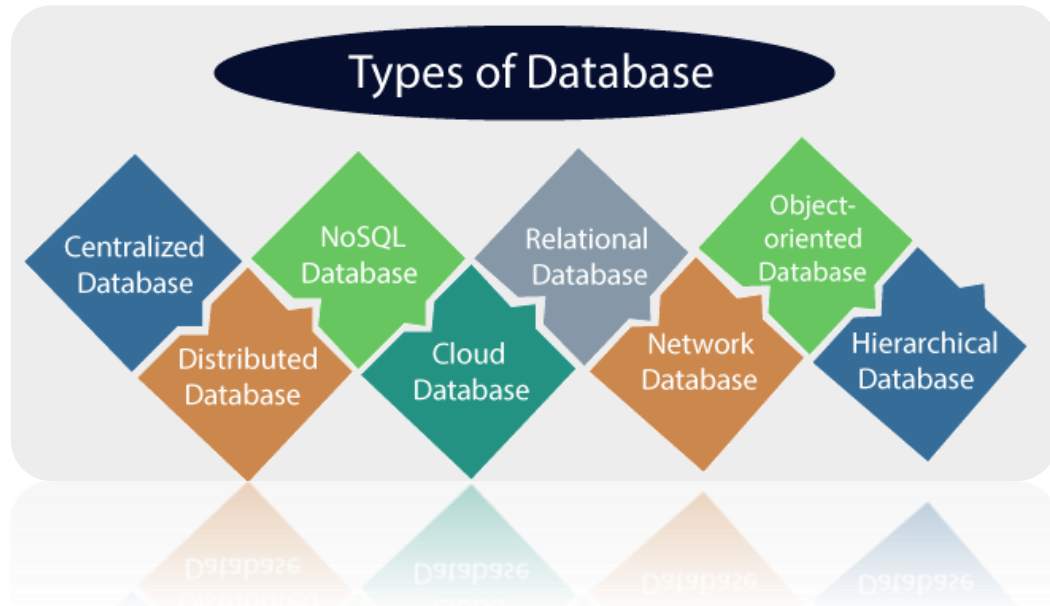 Types of Database
Centralized
Database
Distributed
Database
NoSQL
Database
Cloud
Database
Relational
Database
Network
Database
Object-
oriented
Database
Hierarchical
Database